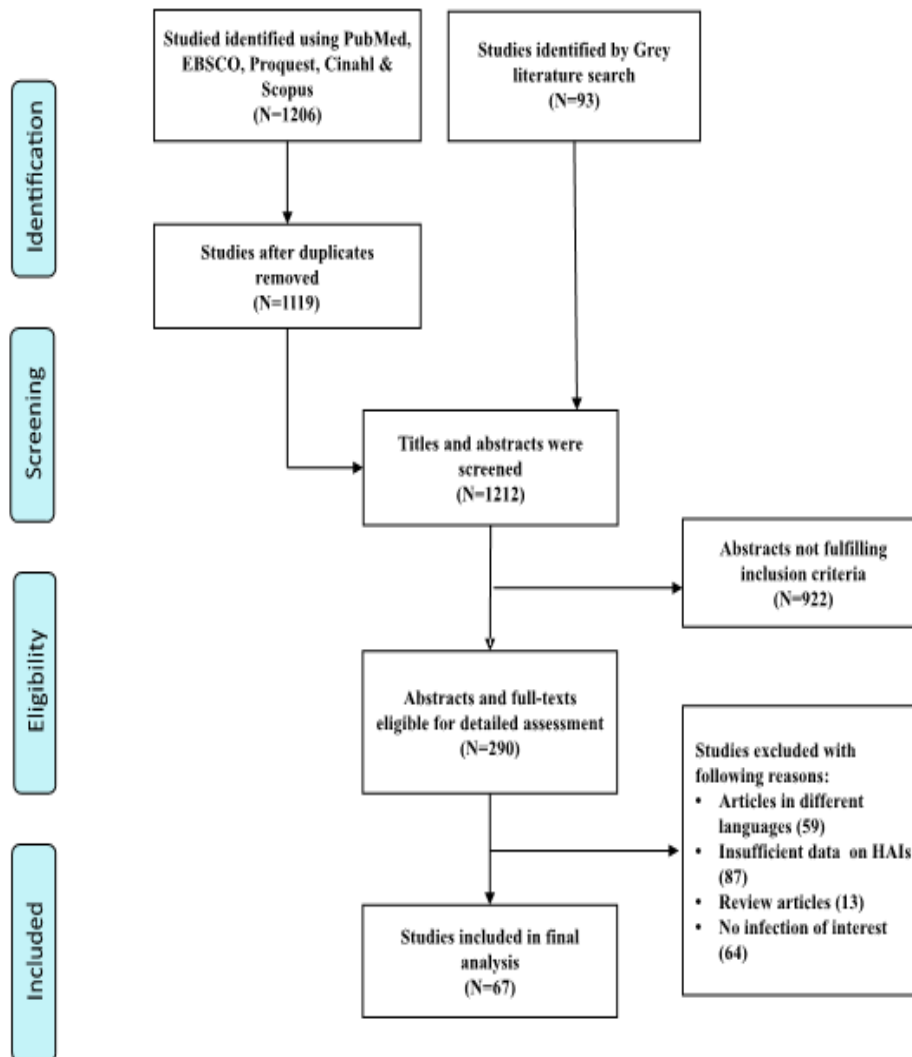 Studied identified using PubMed,
EBSCO, Proquest, Cinahl &
Scopus
(N=1206)
Studies identified by Grey
literature search
(N=93)
Identification
Studies after duplicates
removed
(N=1119)
Screening
Titles and abstracts were
screened
(N=1212)
Abstracts not fulfilling
inclusion criteria
(N=922)
Eligibility
Abstracts and full-texts
eligible for detailed assessment
(N=290)
Studies excluded with
following reasons:
• Articles in different
languages (59)
• Insufficient data on HAIs
(87)
• Review articles (13)
• No infection of interest
(64)
Included
Studies included in final
analysis
(N=67)